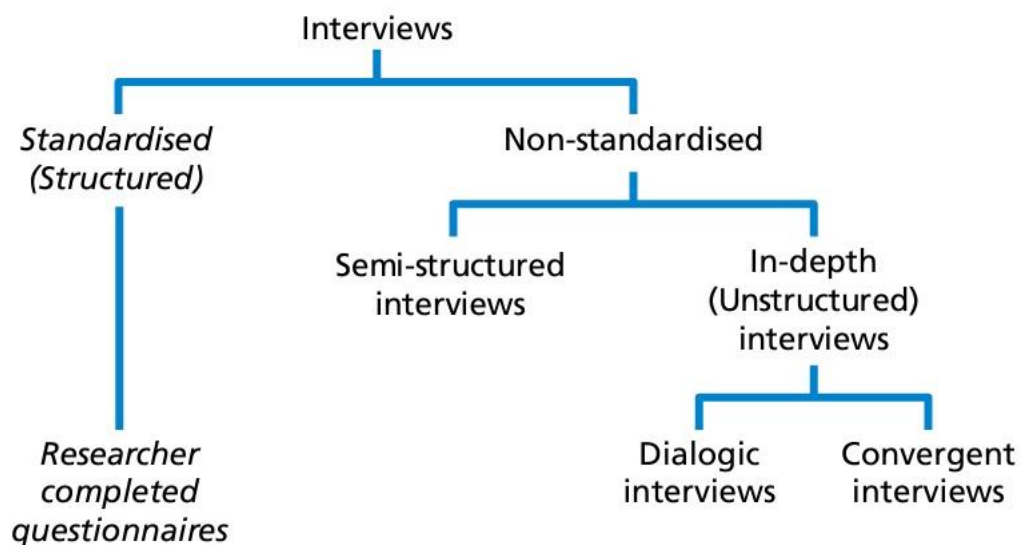 Interviews
Standardised
(Structured)
Non-standardised
Semi-structured
interviews
In-depth
(Unstructured)
interviews
Researcher
completed
questionnaires
Dialogic
interviews
Convergent
interviews